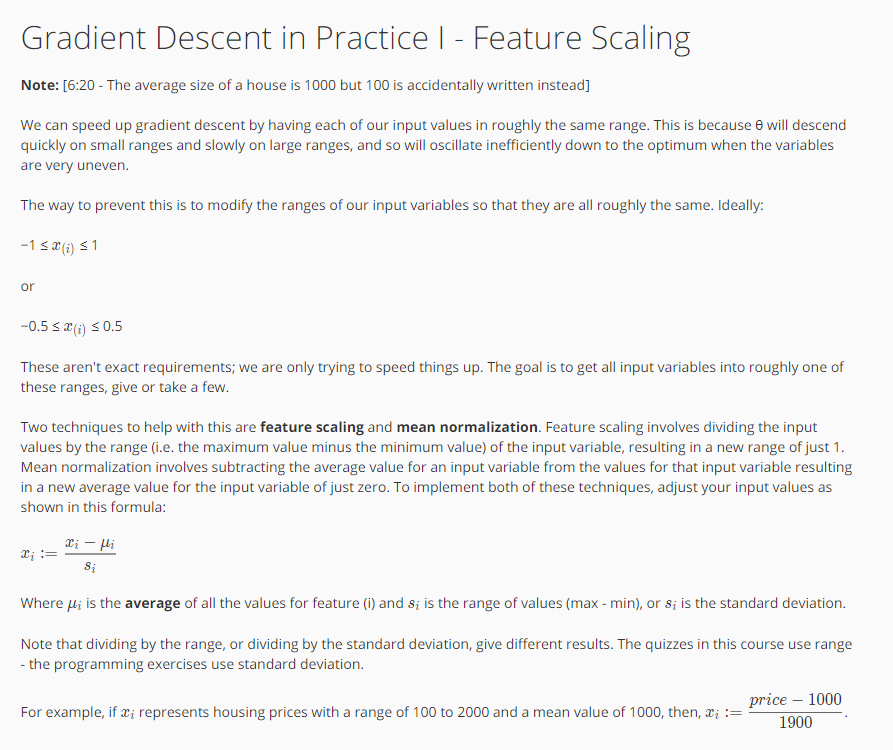 Gradient Descent in Practice I - Feature Scaling
Note: [6:20 - The average size of a house is 1000 but 100 is accidentally written instead]
We can speed up gradient descent by having each of our input values in roughly the same range. This is because θ will descend
quickly on small ranges and slowly on large ranges, and so will oscillate inefficiently down to the optimum when the variables
are very uneven.
The way to prevent this is to modify the ranges of our input variables so that they are all roughly the same. Ideally:
−1 ≤ x_(i) ≤ 1
or
−0.5 ≤ x_(i) ≤ 0.5
These aren't exact requirements; we are only trying to speed things up. The goal is to get all input variables into roughly one of
these ranges, give or take a few.
Two techniques to help with this are feature scaling and mean normalization. Feature scaling involves dividing the input
values by the range (i.e. the maximum value minus the minimum value) of the input variable, resulting in a new range of just 1.
Mean normalization involves subtracting the average value for an input variable from the values for that input variable resulting
in a new average value for the input variable of just zero. To implement both of these techniques, adjust your input values as
shown in this formula:
x_i := (x_i − μ_i) / s_i
Where μ_i is the average of all the values for feature (i) and s_i is the range of values (max - min), or s_i is the standard deviation.
Note that dividing by the range, or dividing by the standard deviation, give different results. The quizzes in this course use range
- the programming exercises use standard deviation.
For example, if x_i represents housing prices with a range of 100 to 2000 and a mean value of 1000, then, x_i := (price − 1000) / 1900.